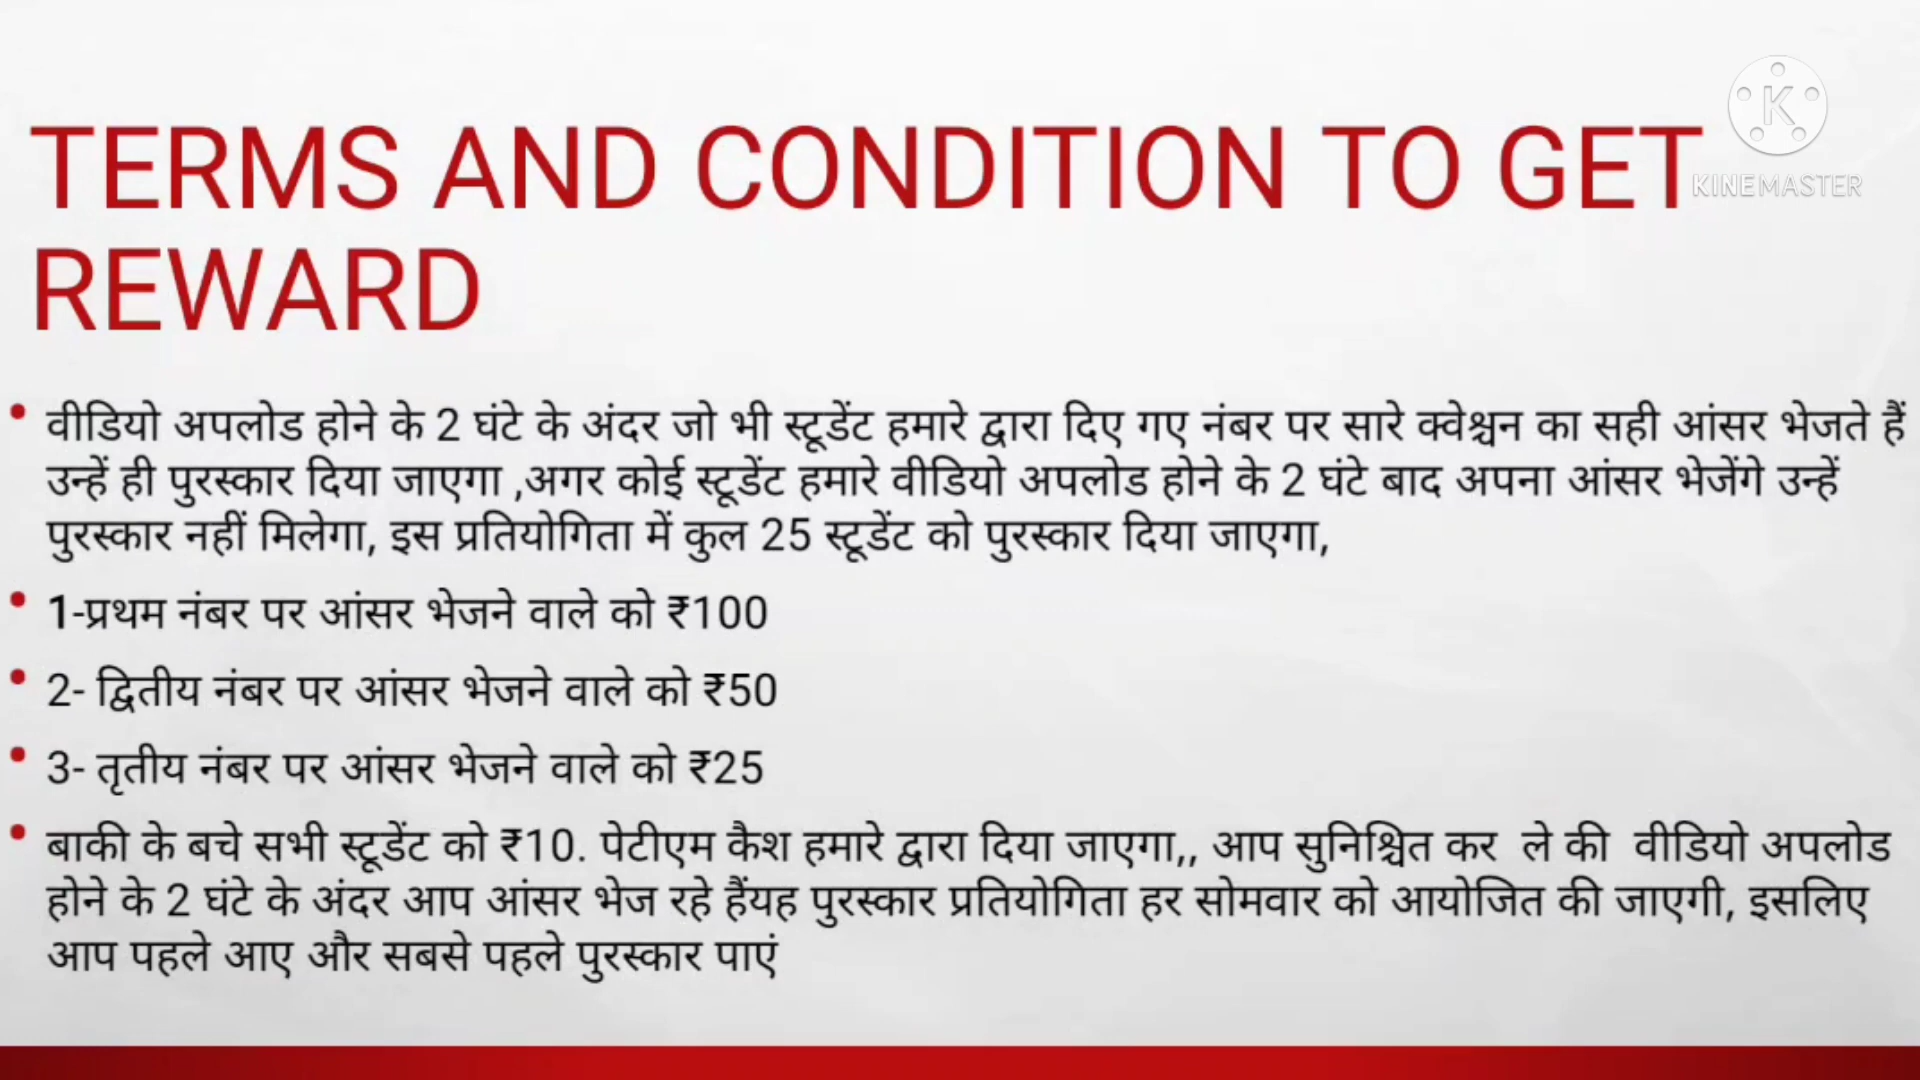 TERMS AND CONDITION TO GET
REWARD
K
KINEMASTER
• वीडियो अपलोड होने के 2 घंटे के अंदर जो भी स्टूडेंट हमारे द्वारा दिए गए नंबर पर सारे क्वेश्चन का सही आंसर भेजते हैं
उन्हें ही पुरस्कार दिया जाएगा ,अगर कोई स्टूडेंट हमारे वीडियो अपलोड होने के 2 घंटे बाद अपना आंसर भेजेंगे उन्हें
पुरस्कार नहीं मिलेगा, इस प्रतियोगिता में कुल 25 स्टूडेंट को पुरस्कार दिया जाएगा,
• 1-प्रथम नंबर पर आंसर भेजने वाले को ₹100
• 2- द्वितीय नंबर पर आंसर भेजने वाले को ₹50
• 3- तृतीय नंबर पर आंसर भेजने वाले को ₹25
• बाकी के बचे सभी स्टूडेंट को ₹10. पेटीएम कैश हमारे द्वारा दिया जाएगा,, आप सुनिश्चित कर ले की वीडियो अपलोड
होने के 2 घंटे के अंदर आप आंसर भेज रहे हैंयह पुरस्कार प्रतियोगिता हर सोमवार को आयोजित की जाएगी, इसलिए
आप पहले आए और सबसे पहले पुरस्कार पाएं